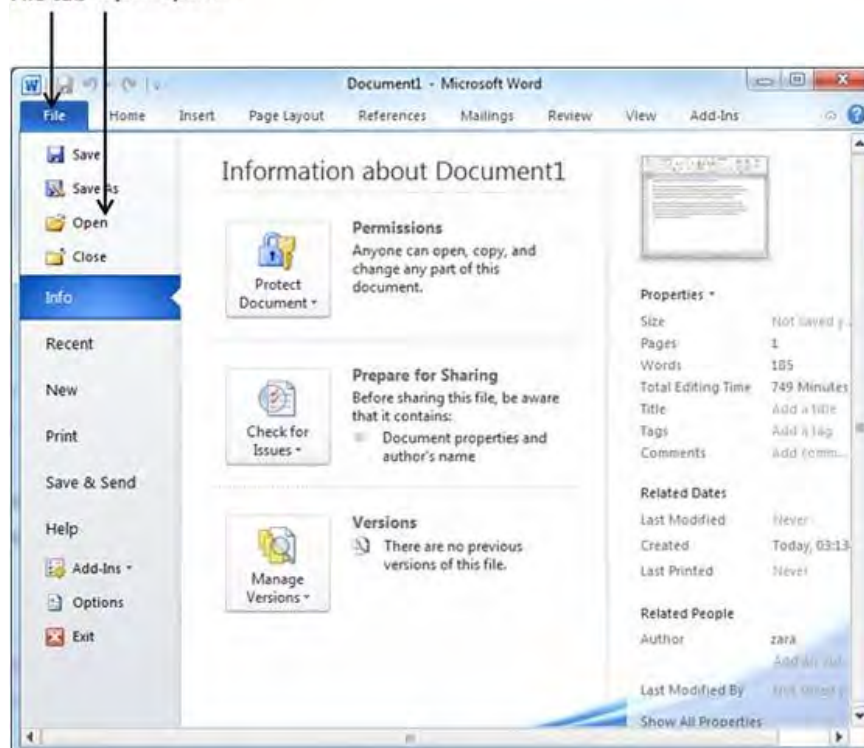 Document1 - Microsoft Word
File Home Insert Page Layout References Mailings Review View Add-Ins
Save
Save As
Open
Close
Info
Recent
New
Print
Save & Send
Help
Add-Ins
Options
Exit
Information about Document1
Protect
Document
Permissions
Anyone can open, copy, and
change any part of this
document.
Check for
Issues
Prepare for Sharing
Before sharing this file, be aware
that it contains:
Document properties and
author's name
Manage
Versions
Versions
There are no previous
versions of this file.
Properties
Size Not saved y
Pages 1
Words 185
Total Editing Time 749 Minutes
Title Add a title
Tags Add a tag
Comments Add comm...
Related Dates
Last Modified Never
Created Today, 03:13
Last Printed Never
Related People
Author zara
Last Modified By Not saved y
Show All Properties